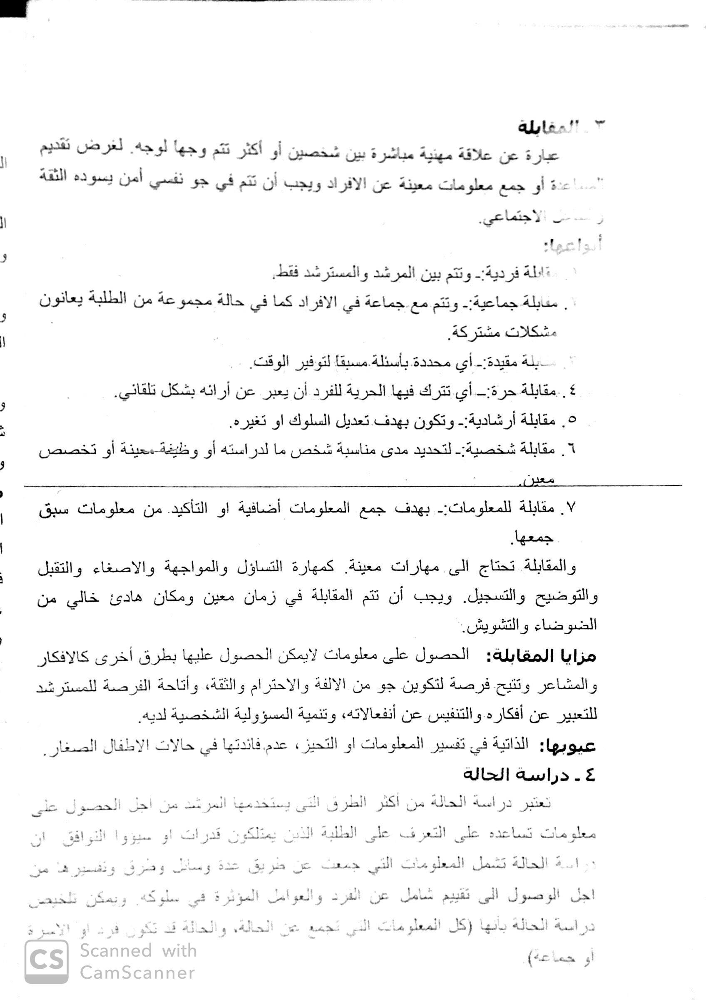 ٣ - المقابلة
عبارة عن علاقة مهنية مباشرة بين شخصين أو أكثر تتم وجهاً لوجه. لغرض تقديم
المساعدة أو جمع معلومات معينة عن الافراد ويجب أن تتم في جو نفسي أمن يسوده الثقة
الاجتماعي.
أنواعها:
١. مقابلة فردية:ـ وتتم بين المرشد والمسترشد فقط.
٢. مقابلة جماعية:ـ وتتم مع جماعة في الافراد كما في حالة مجموعة من الطلبة يعانون
مشكلات مشتركة.
٣. مقابلة مقيدة:ـ أي محددة بأسئلة مسبقاً لتوفير الوقت.
٤. مقابلة حرة:ـ أي تترك فيها الحرية للفرد أن يعبر عن أرائه بشكل تلقائي.
٥. مقابلة أرشادية:ـ وتكون بهدف تعديل السلوك او تغيره.
٦. مقابلة شخصية:ـ لتحديد مدى مناسبة شخص ما لدراسته أو وظيفة معينة أو تخصص
معين.
٧. مقابلة للمعلومات:ـ بهدف جمع المعلومات أضافية او التأكيد من معلومات سبق
جمعها.
والمقابلة تحتاج الى مهارات معينة. كمهارة التساؤل والمواجهة والاصغاء والتقبل
والتوضيح والتسجيل. ويجب أن تتم المقابلة في زمان معين ومكان هادئ خالي من
الضوضاء والتشويش.
مزايا المقابلة: الحصول على معلومات لايمكن الحصول عليها بطرق أخرى كالافكار
والمشاعر وتتيح فرصة لتكوين جو من الالفة والاحترام والثقة، وأتاحة الفرصة للمسترشد
للتعبير عن أفكاره والتنفيس عن أنفعالاته، وتنمية المسؤولية الشخصية لديه.
عيوبها: الذاتية في تفسير المعلومات او التحيز، عدم فائدتها في حالات الاطفال الصغار.
٤ - دراسة الحالة
تعتبر دراسة الحالة من أكثر الطرق التي يستخدمها المرشد من اجل الحصول على
معلومات تساعده على التعرف على الطلبة الذين يمتلكون قدرات او سيؤوا التوافق ان
دراسة الحالة تشمل المعلومات التي جمعت عن طريق عدة وسائل وطرق وتفسيرها من
اجل الوصول الى تقييم شامل عن الفرد والعوامل المؤثرة في سلوكه. ويمكن تلخيص
دراسة الحالة بأنها (كل المعلومات التي تجمع عن الحالة، والحالة قد تكون فرد او الاسرة
أو جماعة)
CS Scanned with
CamScanner